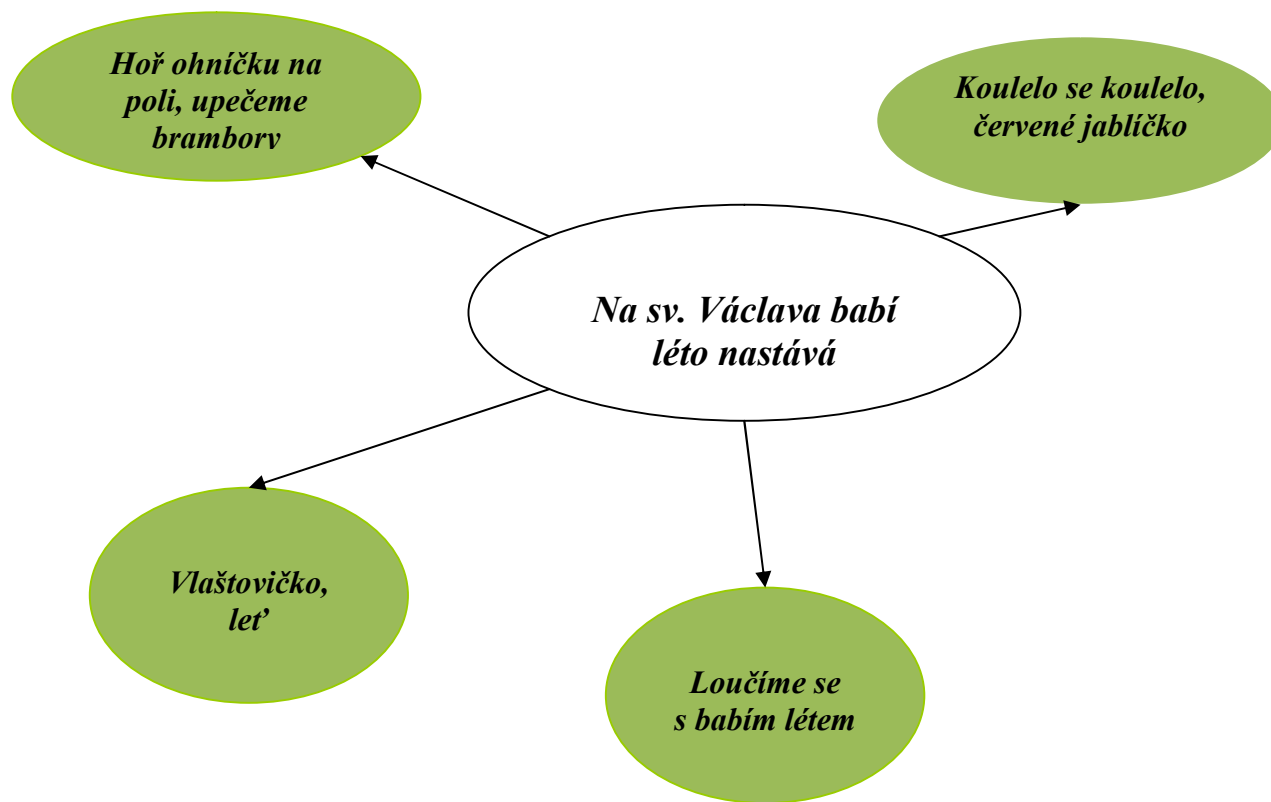 Hoř ohníčku na
poli, upečeme
brambory
Koulelo se koulelo,
červené jablíčko
Na sv. Václava babí
léto nastává
Vlaštovičko,
leť
Loučíme se
s babím létem